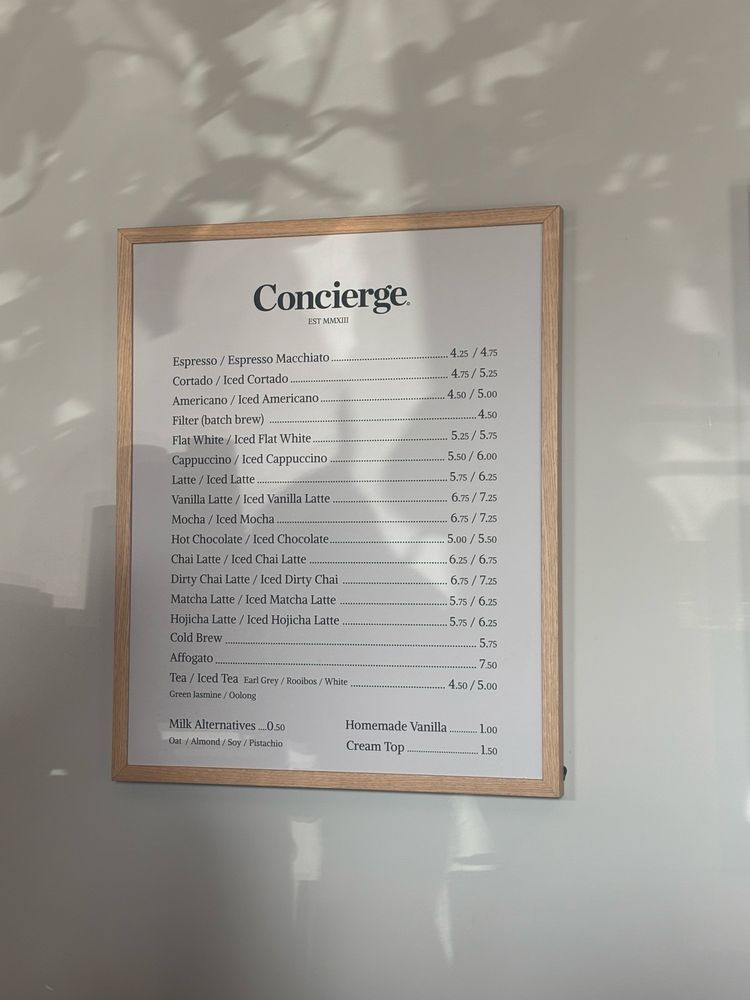 Concierge
EST MMXIII
Espresso / Espresso Macchiato 4.25 / 4.75
Cortado / Iced Cortado 4.75 / 5.25
Americano / Iced Americano 4.50 / 5.00
Filter (batch brew) 4.50
Flat White / Iced Flat White 5.25 / 5.75
Cappuccino / Iced Cappuccino 5.50 / 6.00
Latte / Iced Latte 5.75 / 6.25
Vanilla Latte / Iced Vanilla Latte 6.75 / 7.25
Mocha / Iced Mocha 6.75 / 7.25
Hot Chocolate / Iced Chocolate 5.00 / 5.50
Chai Latte / Iced Chai Latte 6.25 / 6.75
Dirty Chai Latte / Iced Dirty Chai 6.75 / 7.25
Matcha Latte / Iced Matcha Latte 5.75 / 6.25
Hojicha Latte / Iced Hojicha Latte 5.75 / 6.25
Cold Brew 5.75
Affogato 7.50
Tea / Iced Tea Earl Grey / Rooibos / White 4.50 / 5.00
Green Jasmine / Oolong
Milk Alternatives ....0.50
Oat / Almond / Soy / Pistachio
Homemade Vanilla 1.00
Cream Top 1.50